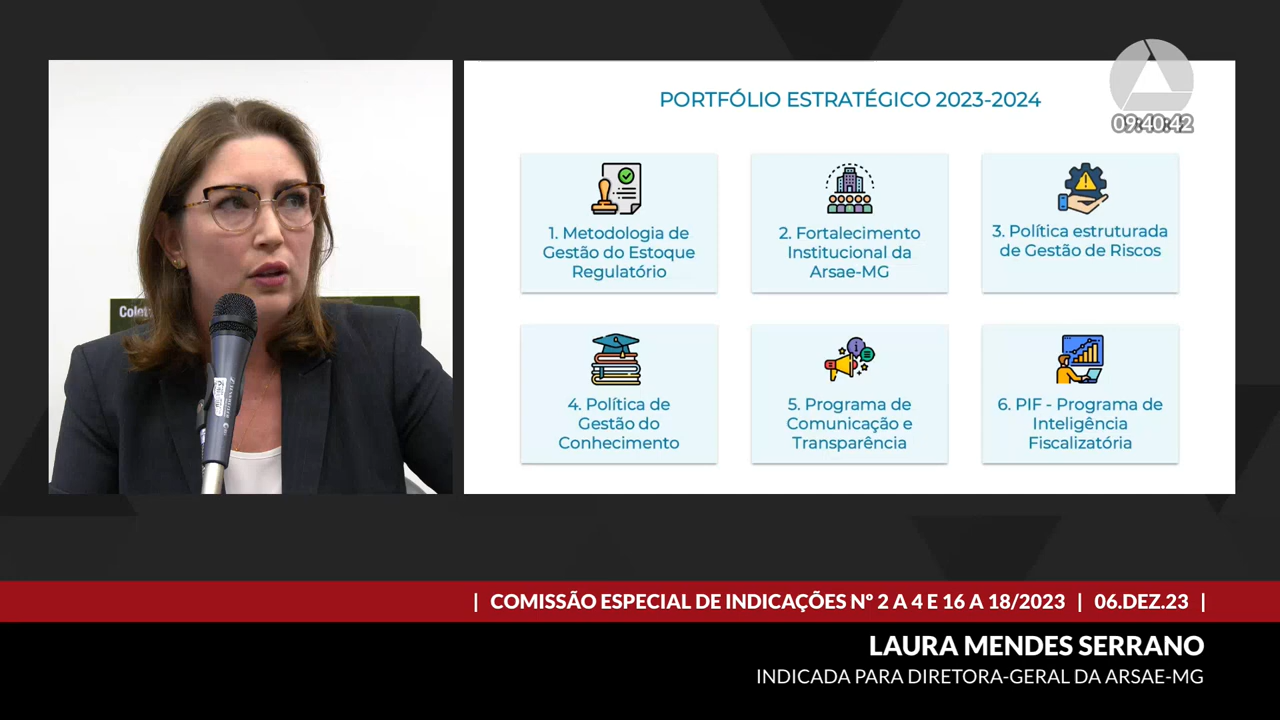 PORTFÓLIO ESTRATÉGICO 2023-2024
09:40:42
1. Metodologia de
Gestão do Estoque
Regulatório
2. Fortalecimento
Institucional da
Arsae-MG
3. Política estruturada
de Gestão de Riscos
4. Política de
Gestão do
Conhecimento
5. Programa de
Comunicação e
Transparência
6. PIF - Programa de
Inteligência
Fiscalizatória
| COMISSÃO ESPECIAL DE INDICAÇÕES Nº 2 A 4 E 16 A 18/2023 | 06.DEZ.23 |
LAURA MENDES SERRANO
INDICADA PARA DIRETORA-GERAL DA ARSAE-MG